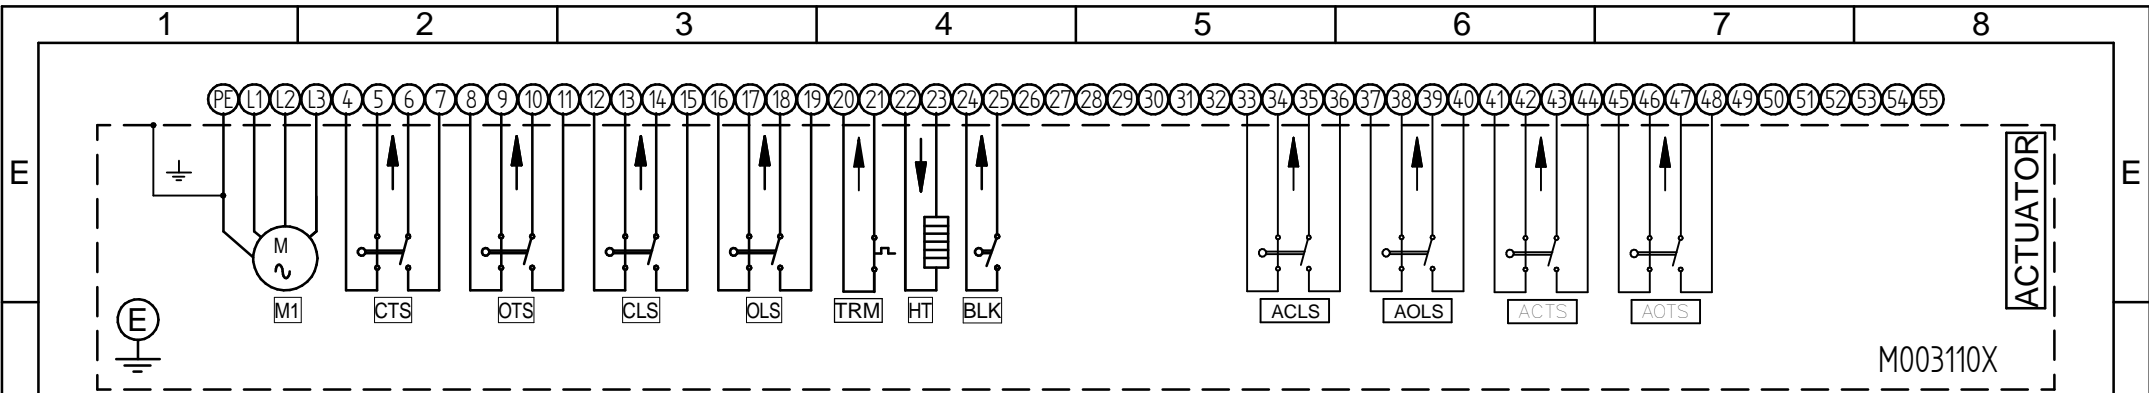 1 2 3 4 5 6 7 8
PE L1 L2 L3 4 5 6 7 8 9 10 11 12 13 14 15 16 17 18 19 20 21 22 23 24 25 26 27 28 29 30 31 32 33 34 35 36 37 38 39 40 41 42 43 44 45 46 47 48 49 50 51 52 53 54 55
E E
ACTUATOR
M
M1 CTS OTS CLS OLS TRM HT BLK ACLS AOLS ACTS AOTS
E
M003110X